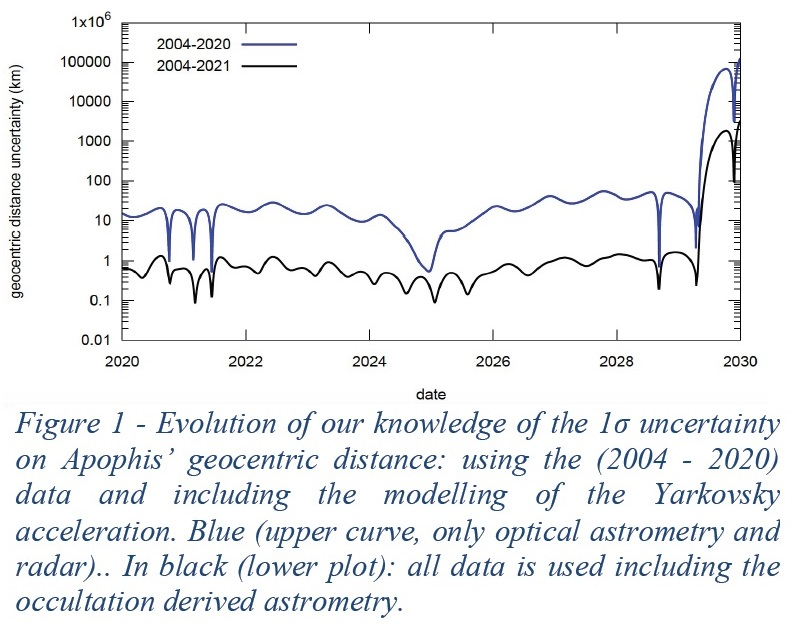 1x10⁶
2004-2020
2004-2021
100000
10000
1000
100
10
1
0.1
0.01
geocentric distance uncertainty (km)
2020 2022 2024 2026 2028 2030
date
Figure 1 - Evolution of our knowledge of the 1σ uncertainty
on Apophis’ geocentric distance: using the (2004 - 2020)
data and including the modelling of the Yarkovsky
acceleration. Blue (upper curve, only optical astrometry and
radar).. In black (lower plot): all data is used including the
occultation derived astrometry.